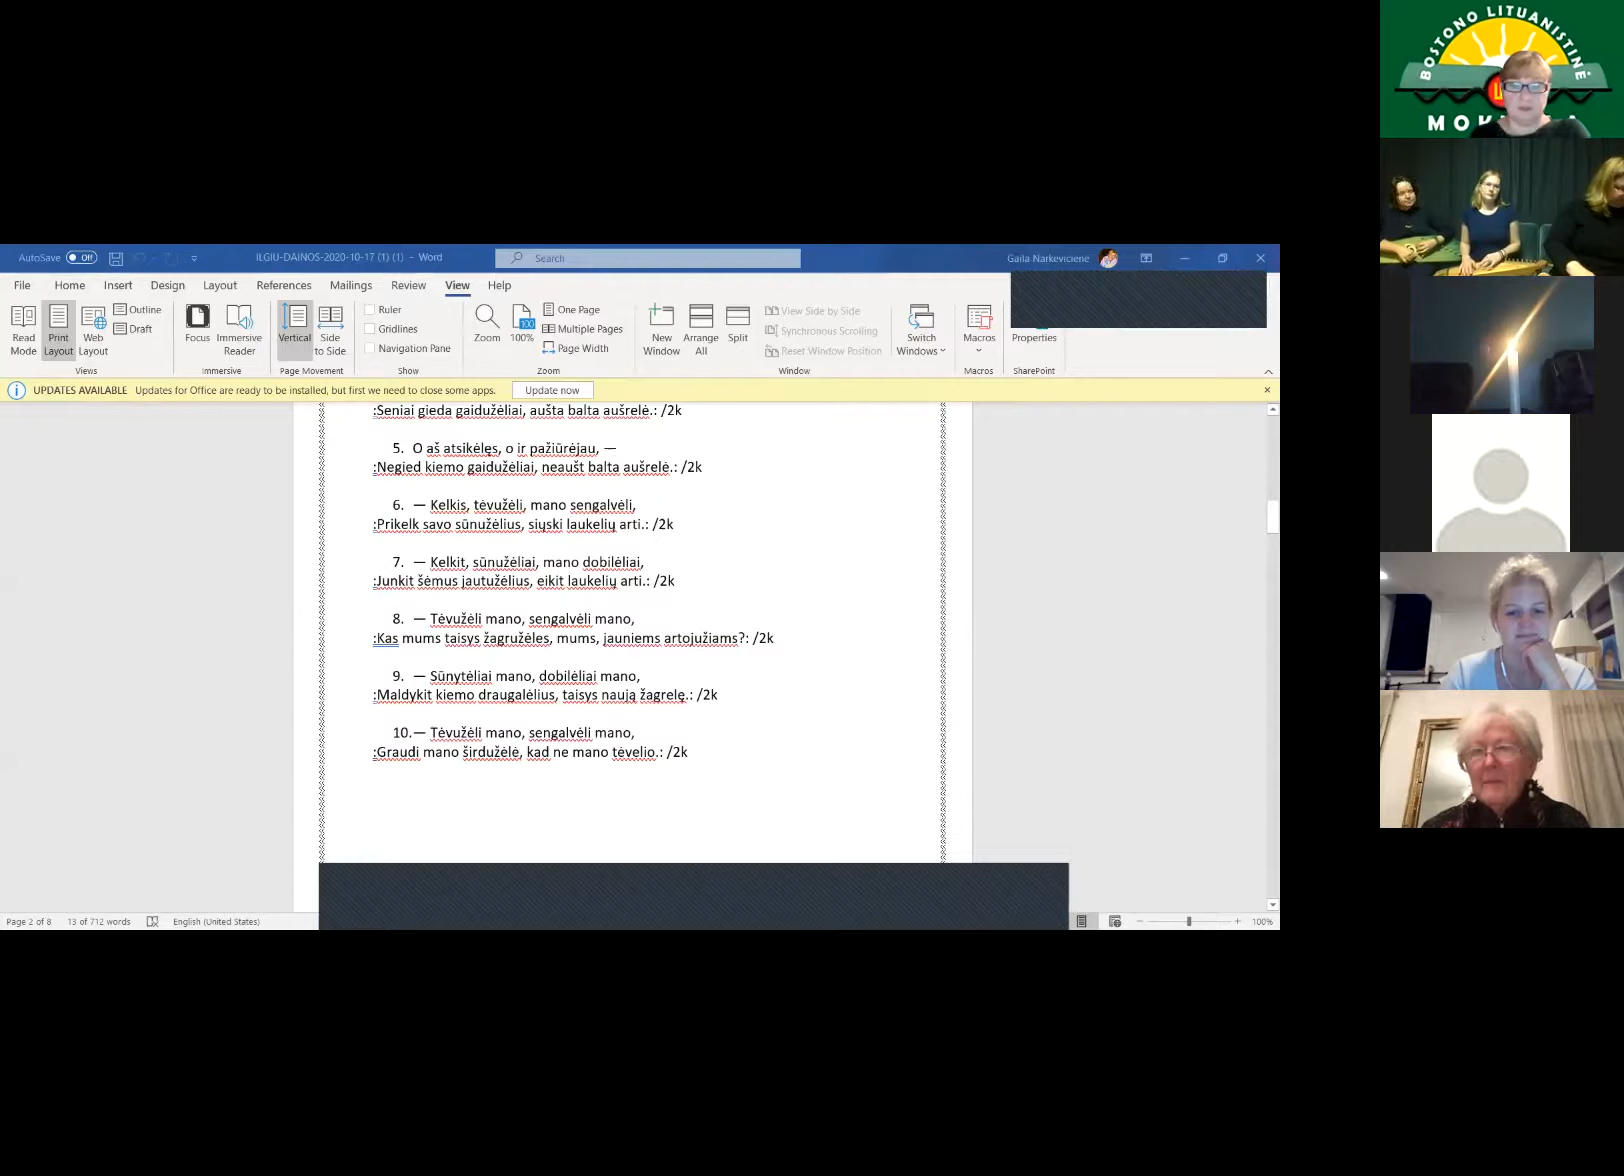 AutoSave Off
ILGIU-DAINOS-2020-10-17 (1) (1) - Word
Search
Gaila Narkeviciene
File Home Insert Draw Design Layout References Mailings Review View Help
Read Mode
Print Layout
Web Layout
Outline
Draft
Views
Focus
Immersive Reader
Immersive
Vertical
Side to Side
Page Movement
Ruler
Gridlines
Navigation Pane
Show
Zoom
100
100%
One Page
Multiple Pages
Page Width
Zoom
New Window
Arrange All
Split
View Side by Side
Synchronous Scrolling
Reset Window Position
Window
Switch Windows
Macros
Macros
Properties
SharePoint
UPDATES AVAILABLE Updates for Office are ready to be installed, but first we need to close some apps. Update now
:Seniai gieda gaidužėliai, aušta balta aušrelė.: /2k
5. O aš atsikėlęs, o ir pažiūrėjau, —
:Negied kiemo gaidužėliai, neaušt balta aušrelė.: /2k
6. — Kelkis, tėvužėli, mano sengalvėli,
:Prikelk savo sūnužėlius, siųski laukelių arti.: /2k
7. — Kelkit, sūnužėliai, mano dobilėliai,
:Junkit šėmus jautužėlius, eikit laukelių arti.: /2k
8. — Tėvužėli mano, sengalvėli mano,
:Kas mums taisys žagružėles, mums, jauniems artojužiams?: /2k
9. — Sūnytėliai mano, dobilėliai mano,
:Maldykit kiemo draugalėlius, taisys naują žagrelę.: /2k
10. — Tėvužėli mano, sengalvėli mano,
:Graudi mano širdužėlė, kad ne mano tėvelio.: /2k
Page 2 of 8 13 of 712 words English (United States)
100%
BOSTONO LITUANISTINĖ